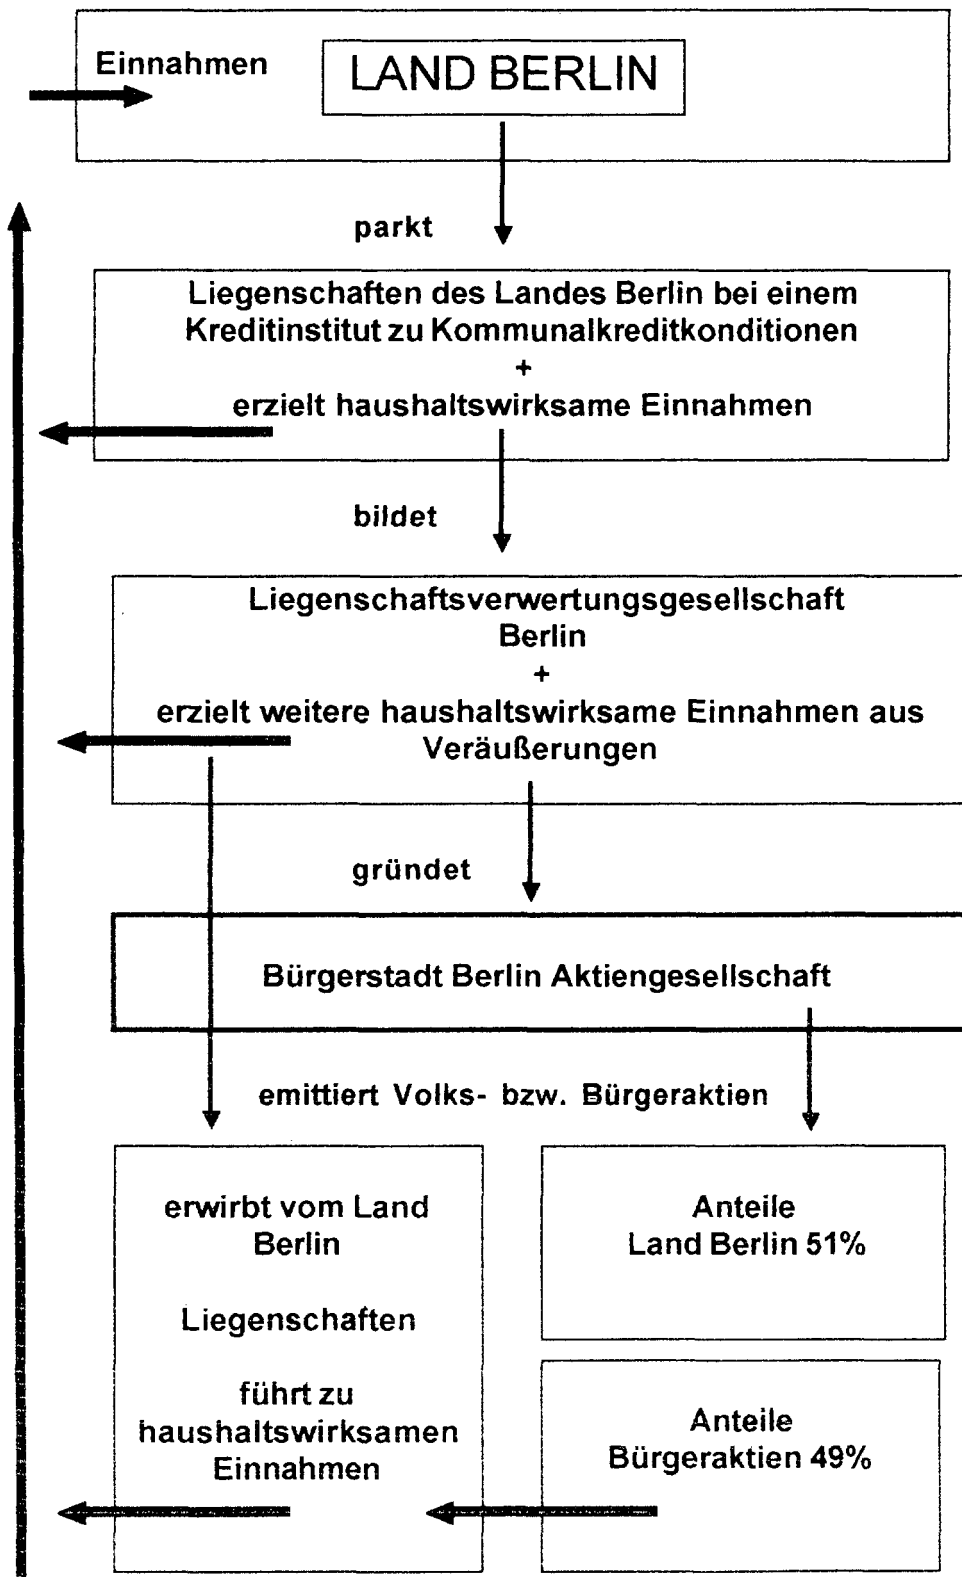 Einnahmen
LAND BERLIN
parkt
Liegenschaften des Landes Berlin bei einem
Kreditinstitut zu Kommunalkreditkonditionen
+
erzielt haushaltswirksame Einnahmen
bildet
Liegenschaftsverwertungsgesellschaft
Berlin
+
erzielt weitere haushaltswirksame Einnahmen aus
Veräußerungen
gründet
Bürgerstadt Berlin Aktiengesellschaft
emittiert Volks- bzw. Bürgeraktien
erwirbt vom Land
Berlin
Liegenschaften
führt zu
haushaltswirksamen
Einnahmen
Anteile
Land Berlin 51%
Anteile
Bürgeraktien 49%